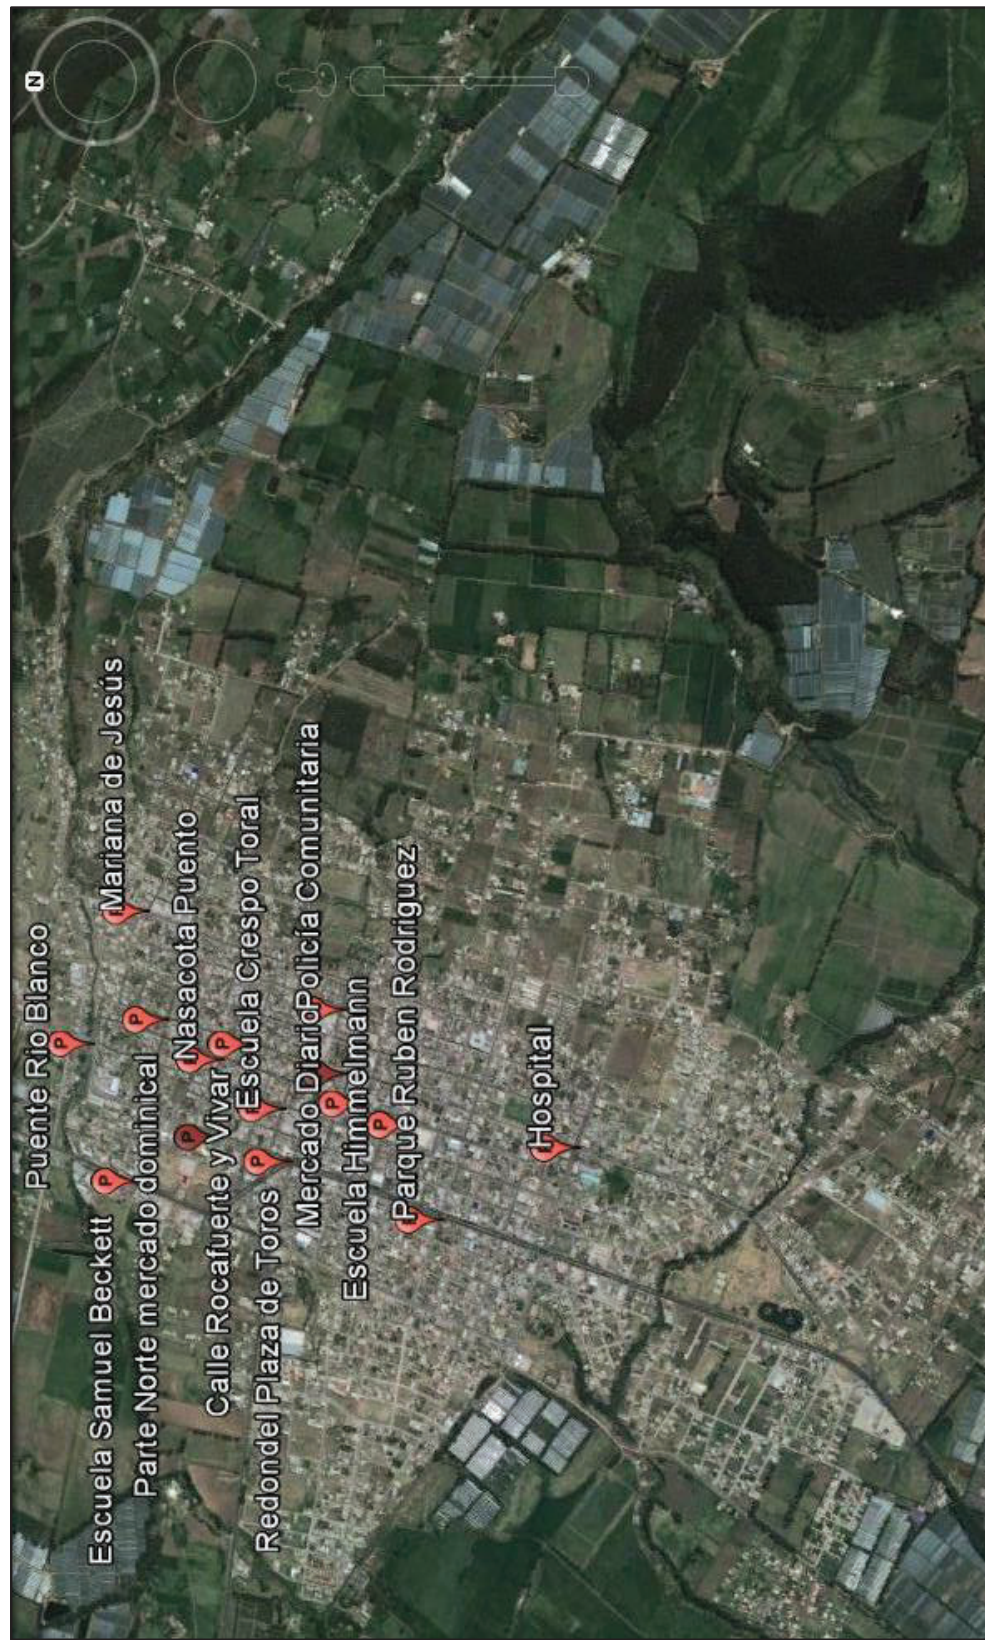 N
Puente Rio Blanco
P
Escuela Samuel Beckett
P
Mariana de Jesús
Parte Norte mercado dominical
P
Nasacota Puento
P
Calle Rocafuerte y Vivar
P
Escuela Crespo Toral
Redondel Plaza de Toros
P
Mercado Diario
Policía Comunitaria
P
Escuela Himmelmann
P
Parque Ruben Rodriguez
Hospital